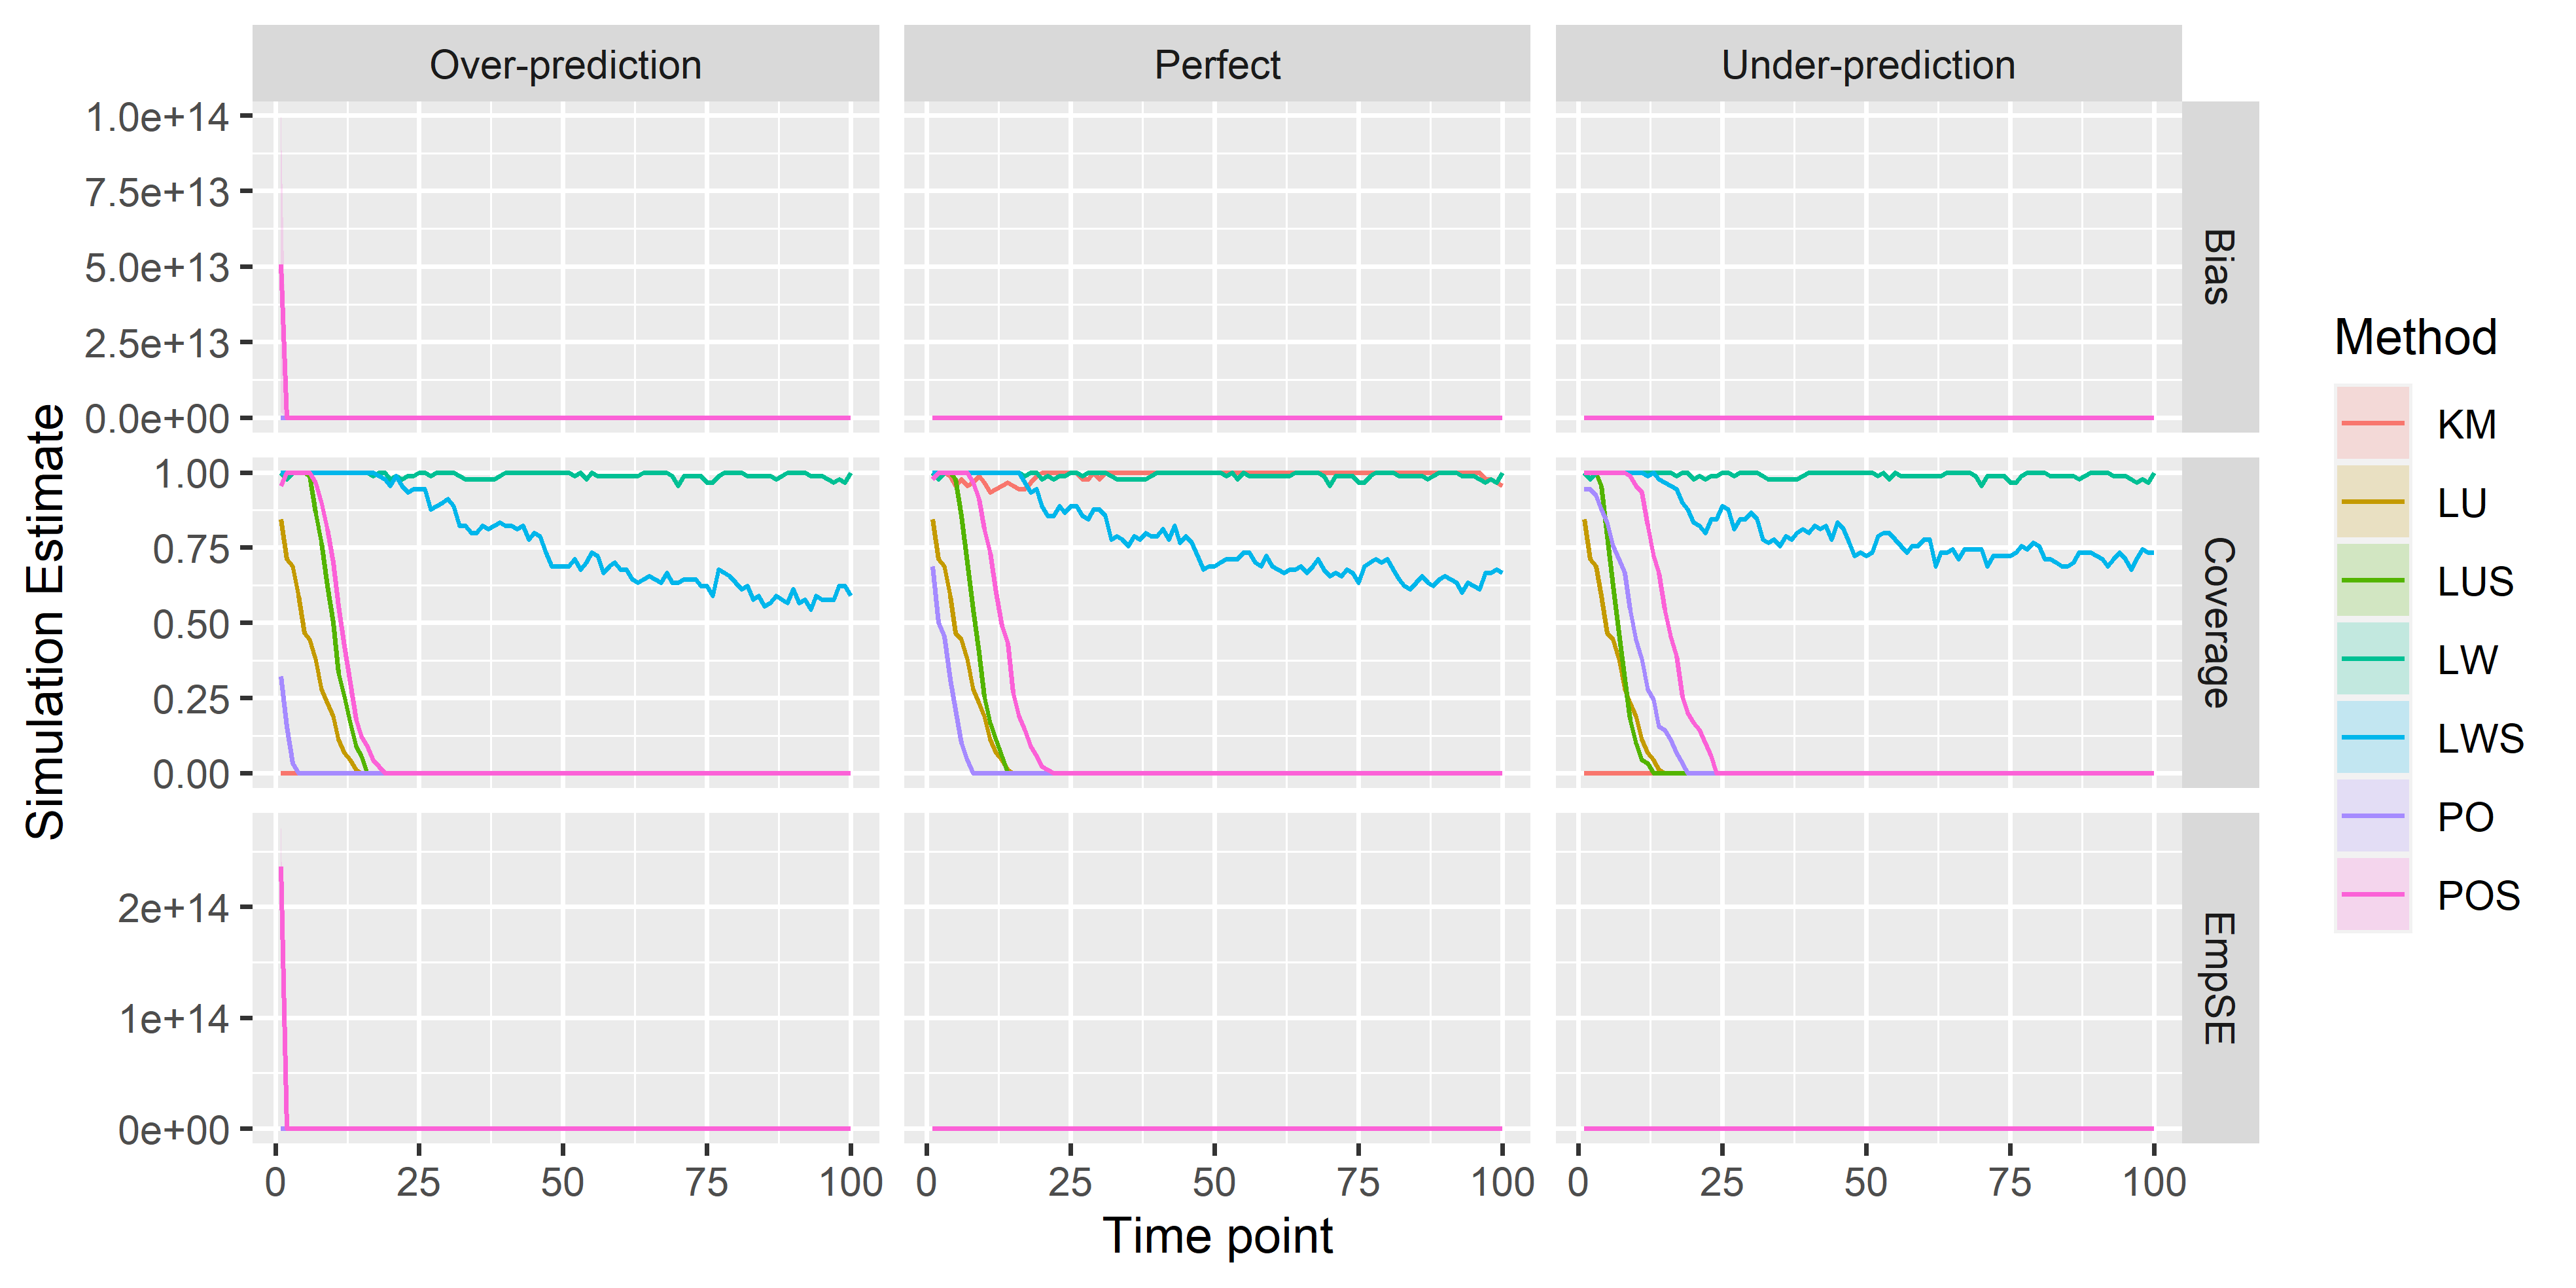 Over-prediction
Perfect
Under-prediction
Simulation Estimate
1.0e+14
7.5e+13
5.0e+13
2.5e+13
0.0e+00
Bias
1.00
0.75
0.50
0.25
0.00
Coverage
2e+14
1e+14
0e+00
EmpSE
0 25 50 75 100
0 25 50 75 100
0 25 50 75 100
Time point
Method
KM
LU
LUS
LW
LWS
PO
POS